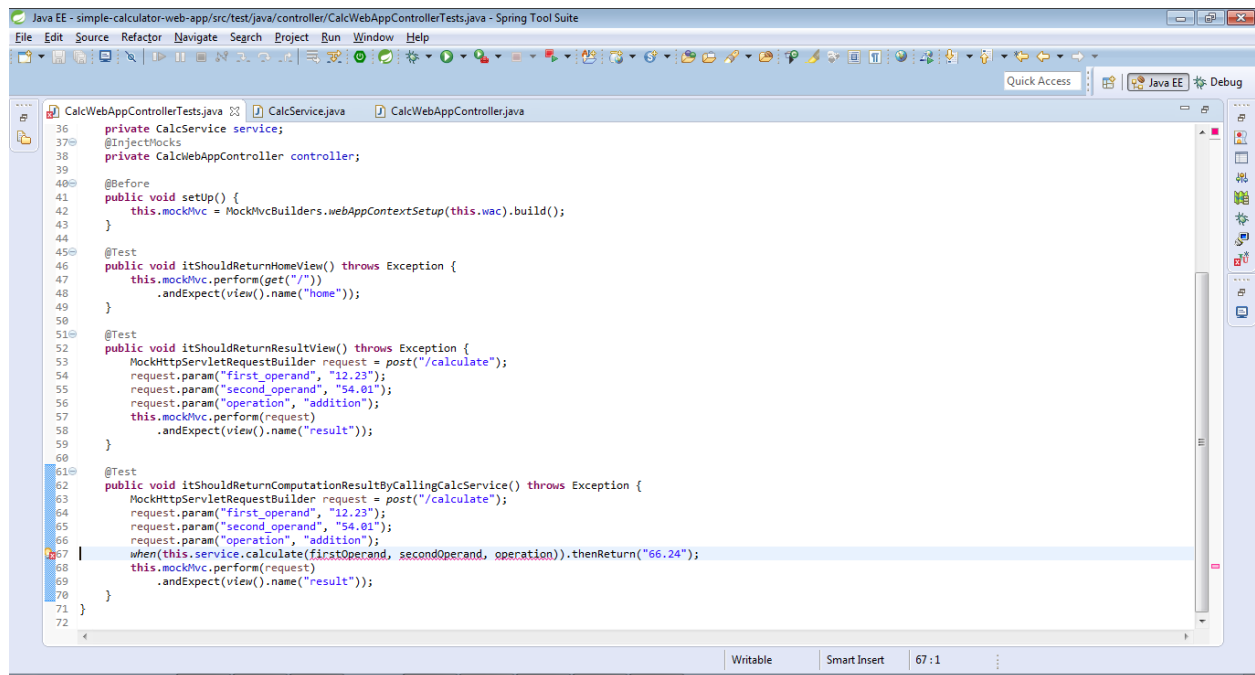 Java EE - simple-calculator-web-app/src/test/java/controller/CalcWebAppControllerTests.java - Spring Tool Suite
File Edit Source Refactor Navigate Search Project Run Window Help
Quick Access Java EE Debug
CalcWebAppControllerTests.java CalcService.java CalcWebAppController.java
36 private CalcService service;
37 @InjectMocks
38 private CalcWebAppController controller;
39
40 @Before
41 public void setUp() {
42 this.mockMvc = MockMvcBuilders.webAppContextSetup(this.wac).build();
43 }
44
45 @Test
46 public void itShouldReturnHomeView() throws Exception {
47 this.mockMvc.perform(get("/"))
48 .andExpect(view().name("home"));
49 }
50
51 @Test
52 public void itShouldReturnResultView() throws Exception {
53 MockHttpServletRequestBuilder request = post("/calculate");
54 request.param("first_operand", "12.23");
55 request.param("second_operand", "54.01");
56 request.param("operation", "addition");
57 this.mockMvc.perform(request)
58 .andExpect(view().name("result"));
59 }
60
61 @Test
62 public void itShouldReturnComputationResultByCallingCalcService() throws Exception {
63 MockHttpServletRequestBuilder request = post("/calculate");
64 request.param("first_operand", "12.23");
65 request.param("second_operand", "54.01");
66 request.param("operation", "addition");
67 when(this.service.calculate(firstOperand, secondOperand, operation)).thenReturn("66.24");
68 this.mockMvc.perform(request)
69 .andExpect(view().name("result"));
70 }
71 }
72
Writable Smart Insert 67 : 1